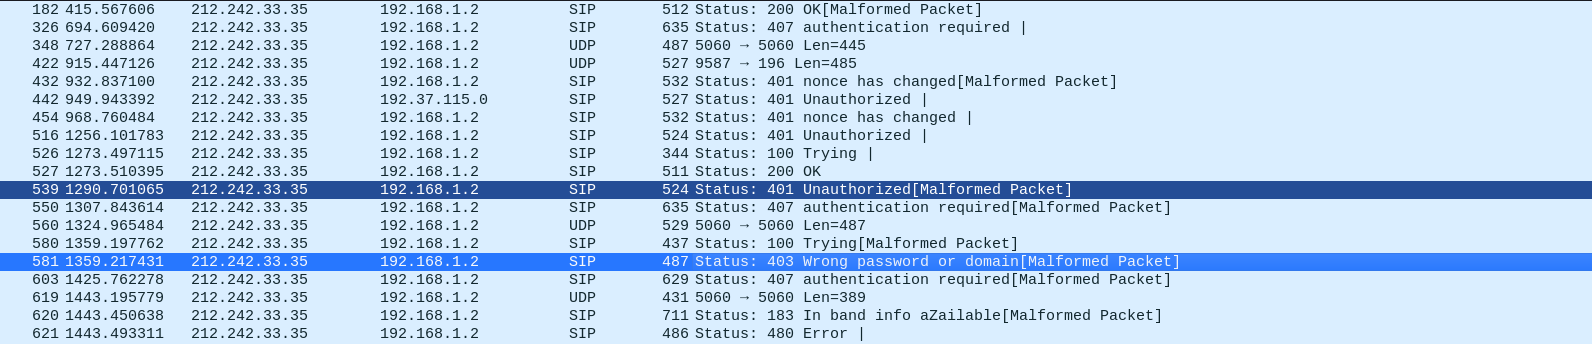 182 415.567606 212.242.33.35 192.168.1.2 SIP 512 Status: 200 OK[Malformed Packet]
326 694.609420 212.242.33.35 192.168.1.2 SIP 635 Status: 407 authentication required |
348 727.288864 212.242.33.35 192.168.1.2 UDP 487 5060 → 5060 Len=445
422 915.447126 212.242.33.35 192.168.1.2 UDP 527 9587 → 196 Len=485
432 932.837100 212.242.33.35 192.168.1.2 SIP 532 Status: 401 nonce has changed[Malformed Packet]
442 949.943392 212.242.33.35 192.37.115.0 SIP 527 Status: 401 Unauthorized |
454 968.760484 212.242.33.35 192.168.1.2 SIP 532 Status: 401 nonce has changed |
516 1256.101783 212.242.33.35 192.168.1.2 SIP 524 Status: 401 Unauthorized |
526 1273.497115 212.242.33.35 192.168.1.2 SIP 344 Status: 100 Trying |
527 1273.510395 212.242.33.35 192.168.1.2 SIP 511 Status: 200 OK
539 1290.701065 212.242.33.35 192.168.1.2 SIP 524 Status: 401 Unauthorized[Malformed Packet]
550 1307.843614 212.242.33.35 192.168.1.2 SIP 635 Status: 407 authentication required[Malformed Packet]
560 1324.965484 212.242.33.35 192.168.1.2 UDP 529 5060 → 5060 Len=487
580 1359.197762 212.242.33.35 192.168.1.2 SIP 437 Status: 100 Trying[Malformed Packet]
581 1359.217431 212.242.33.35 192.168.1.2 SIP 487 Status: 403 Wrong password or domain[Malformed Packet]
603 1425.762278 212.242.33.35 192.168.1.2 SIP 629 Status: 407 authentication required[Malformed Packet]
619 1443.195779 212.242.33.35 192.168.1.2 UDP 431 5060 → 5060 Len=389
620 1443.450638 212.242.33.35 192.168.1.2 SIP 711 Status: 183 In band info aZailable[Malformed Packet]
621 1443.493311 212.242.33.35 192.168.1.2 SIP 486 Status: 480 Error |